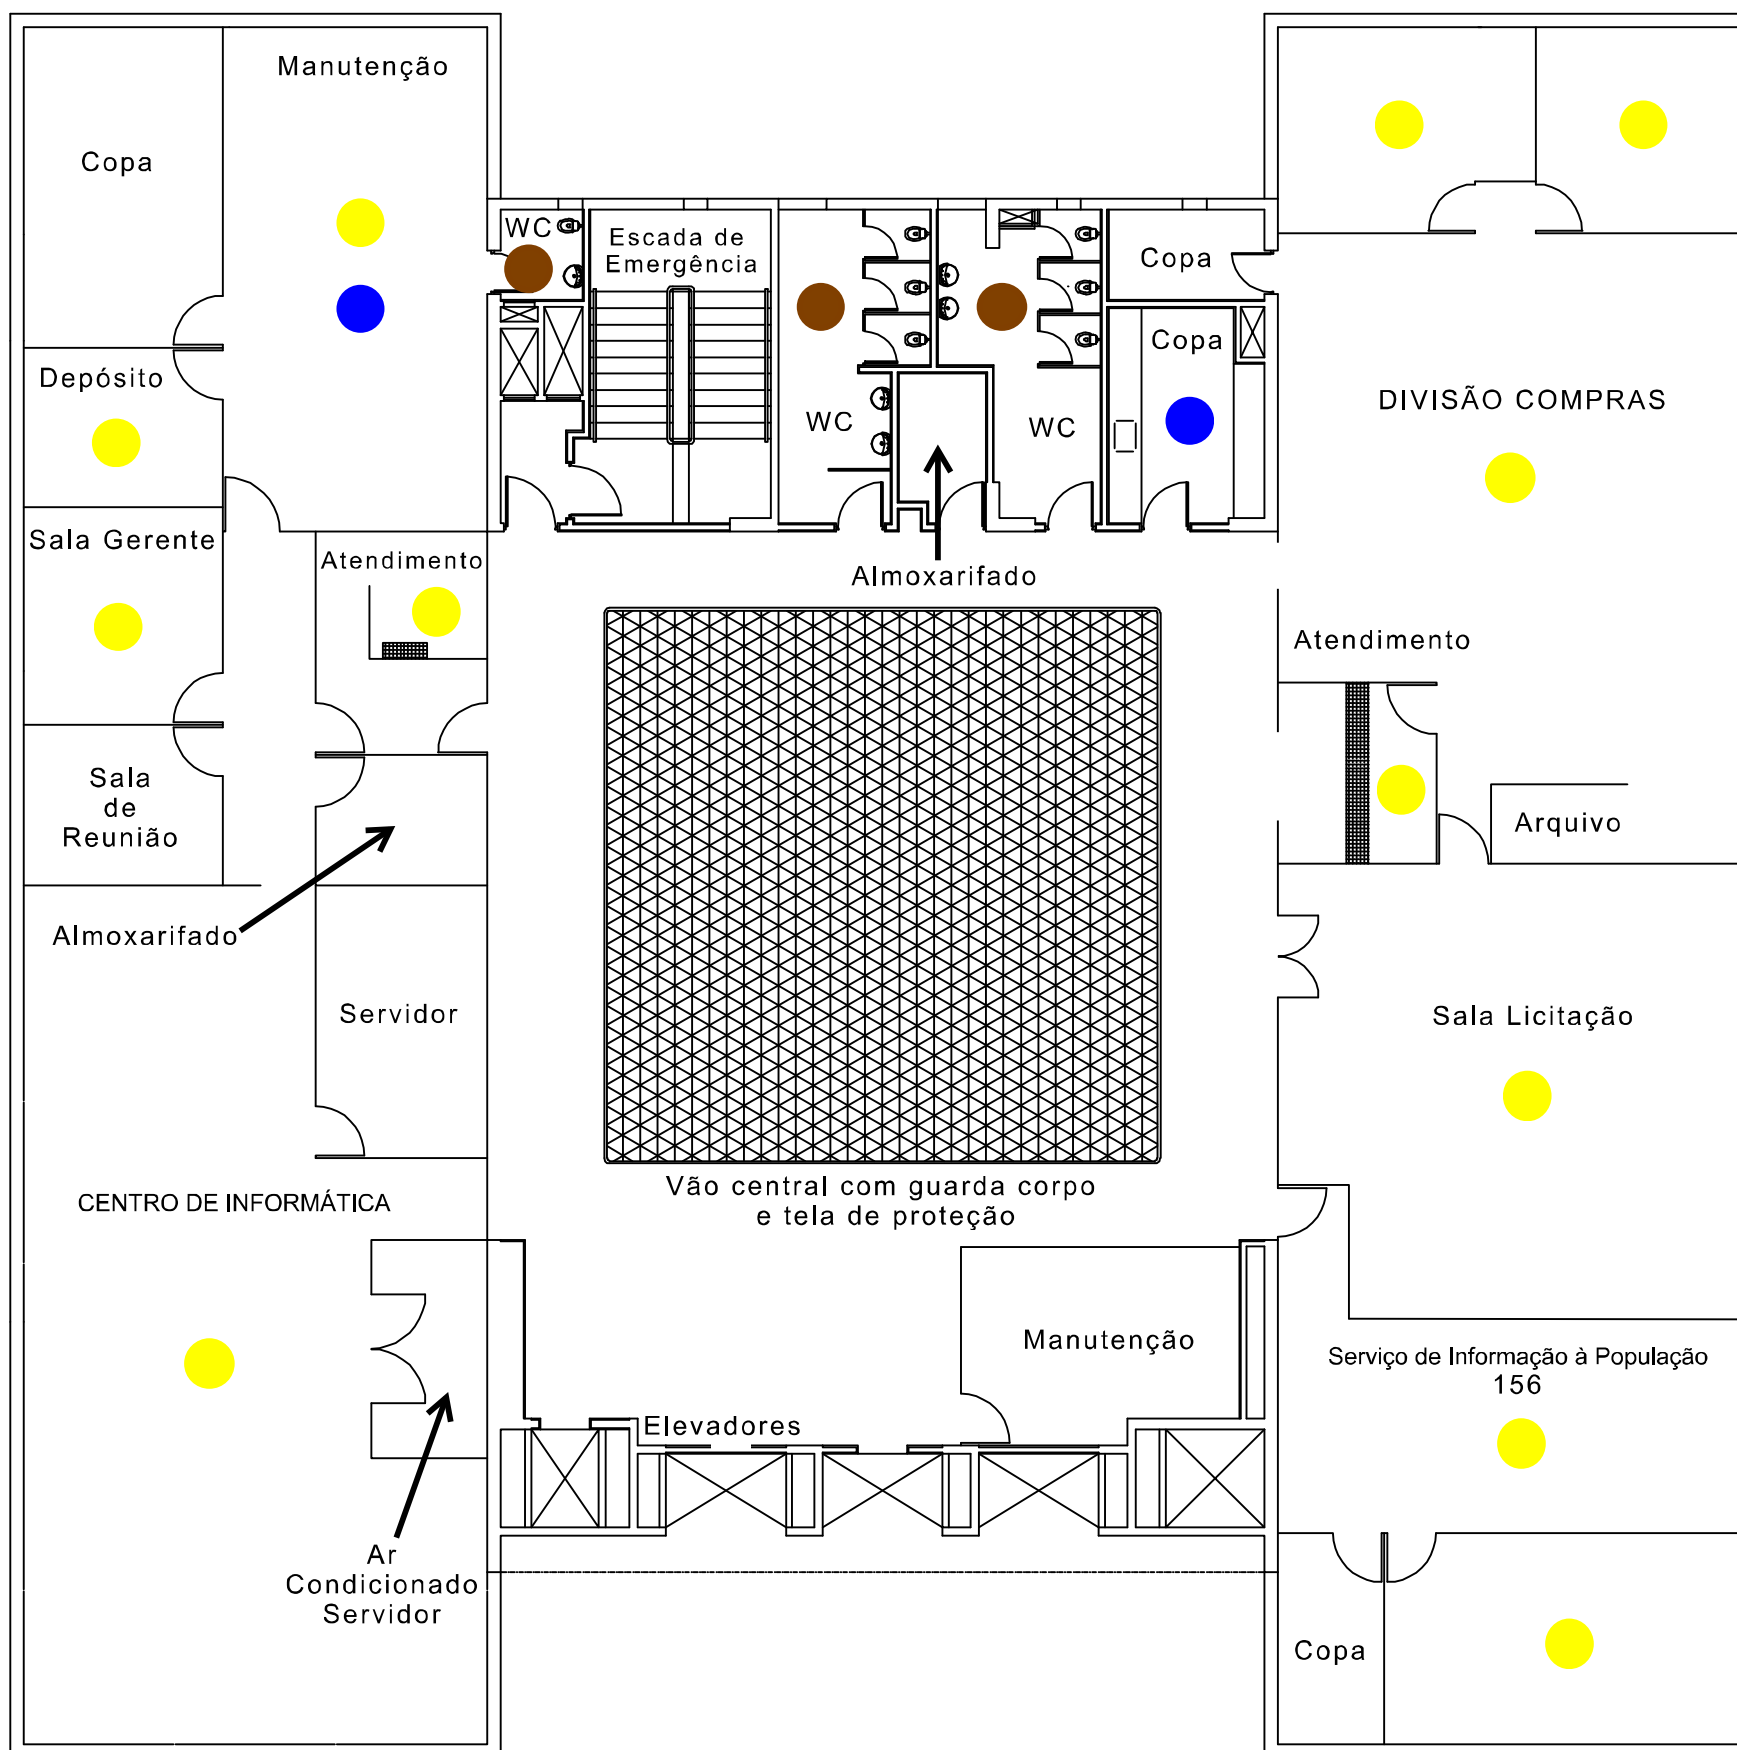 Manutenção
Copa
WC
Escada de
Emergência
Copa
Copa
Depósito
WC
WC
DIVISÃO COMPRAS
Sala Gerente
Atendimento
Almoxarifado
Atendimento
Sala
de
Reunião
Arquivo
Almoxarifado
Servidor
Sala Licitação
CENTRO DE INFORMÁTICA
Vão central com guarda corpo
e tela de proteção
Manutenção
Serviço de Informação à População
156
Elevadores
Ar
Condicionado
Servidor
Copa